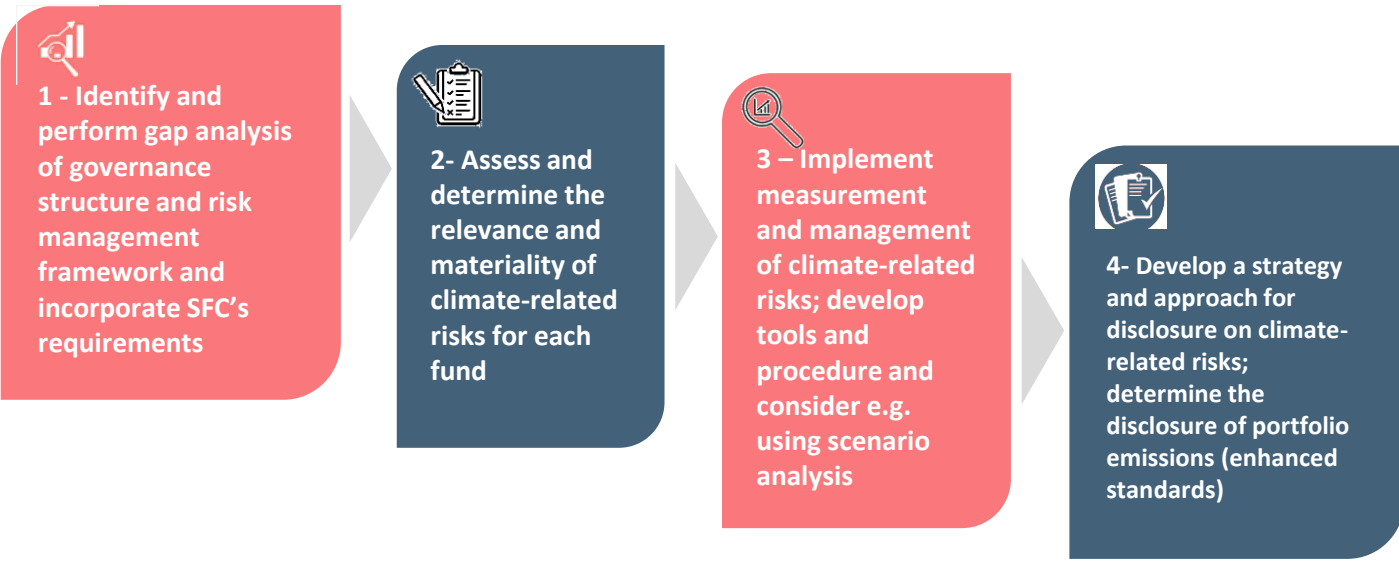 1 - Identify and
perform gap analysis
of governance
structure and risk
management
framework and
incorporate SFC’s
requirements
2- Assess and
determine the
relevance and
materiality of
climate-related
risks for each
fund
3 – Implement
measurement
and management
of climate-related
risks; develop
tools and
procedure and
consider e.g.
using scenario
analysis
4- Develop a strategy
and approach for
disclosure on climate-
related risks;
determine the
disclosure of portfolio
emissions (enhanced
standards)